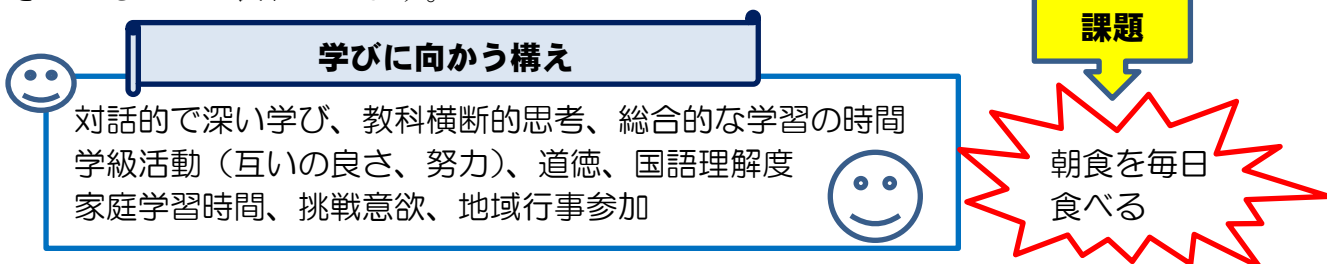 学びに向かう構え
対話的で深い学び、教科横断的思考、総合的な学習の時間
学級活動（互いの良さ、努力）、道徳、国語理解度
家庭学習時間、挑戦意欲、地域行事参加
課題
朝食を毎日
食べる